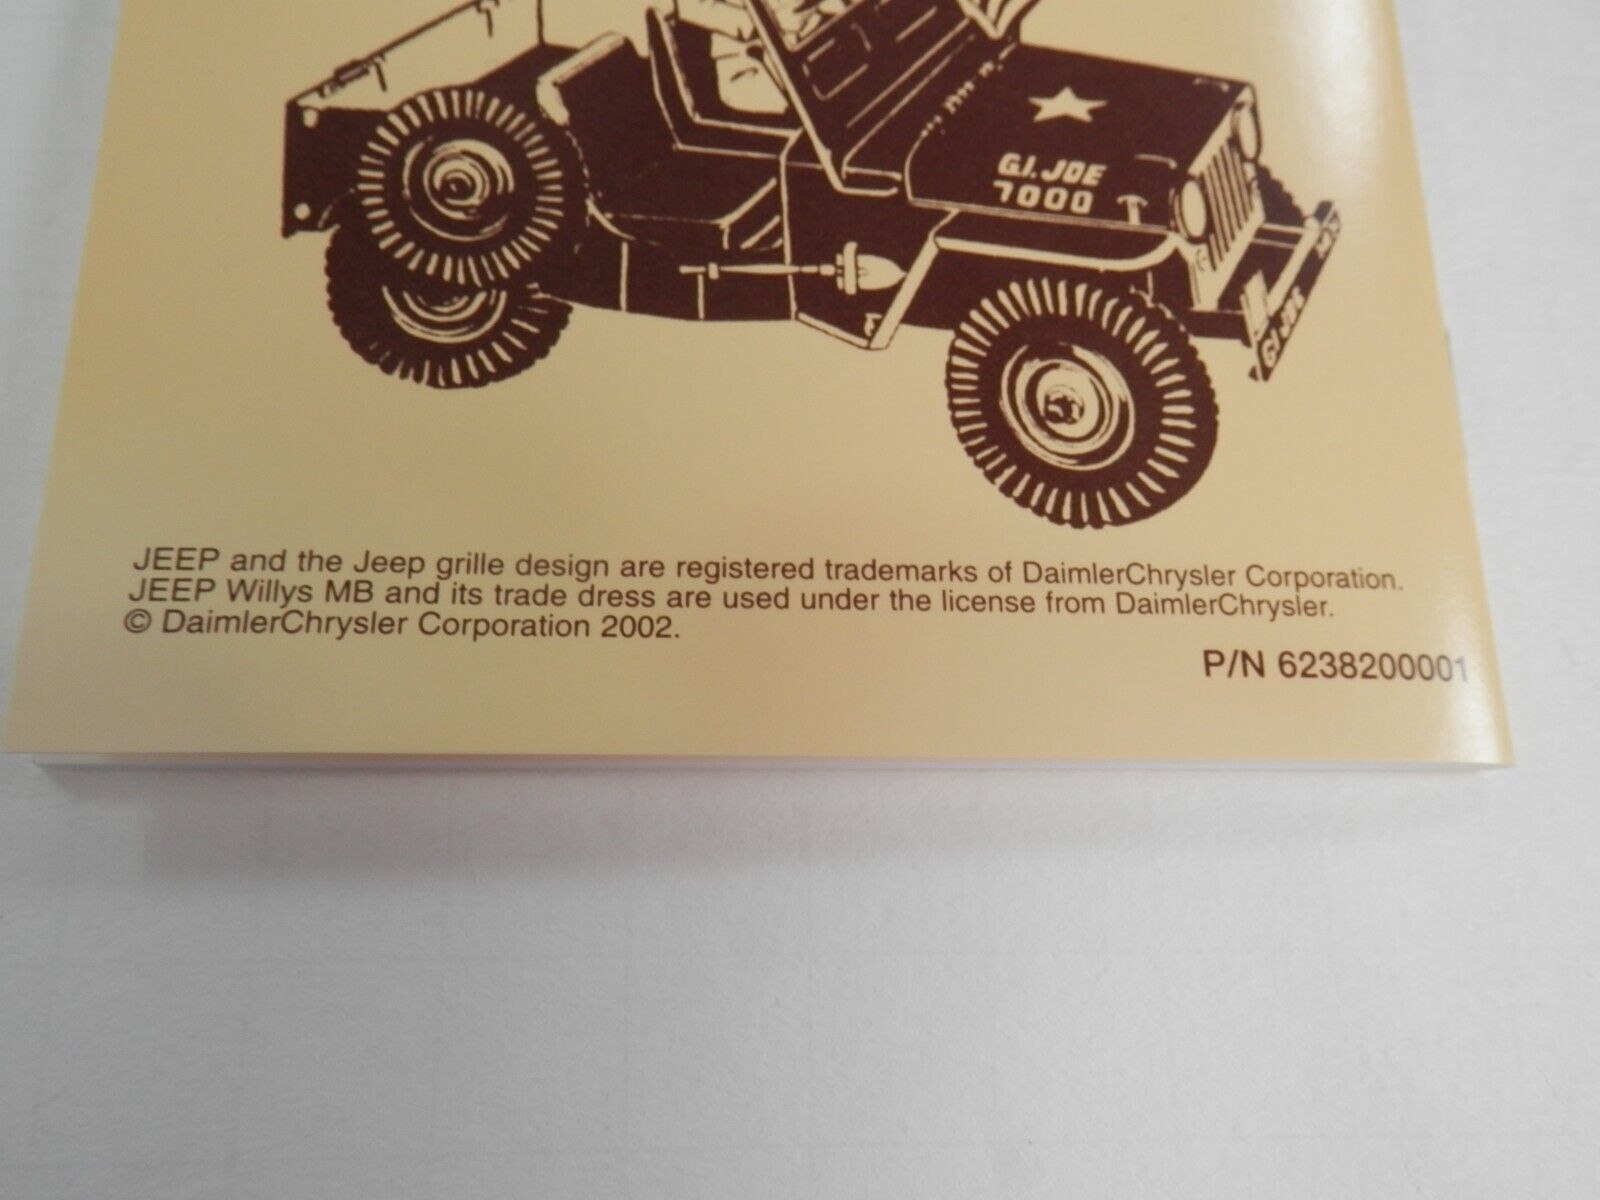 G.I. JOE
7000
G.I. JOE
JEEP and the Jeep grille design are registered trademarks of DaimlerChrysler Corporation.
JEEP Willys MB and its trade dress are used under the license from DaimlerChrysler.
© DaimlerChrysler Corporation 2002.
P/N 6238200001